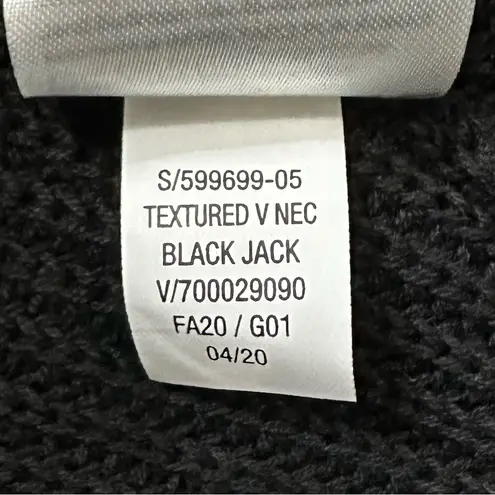 S/599699-05
TEXTURED V NEC
BLACK JACK
V/700029090
FA20 / G01
04/20